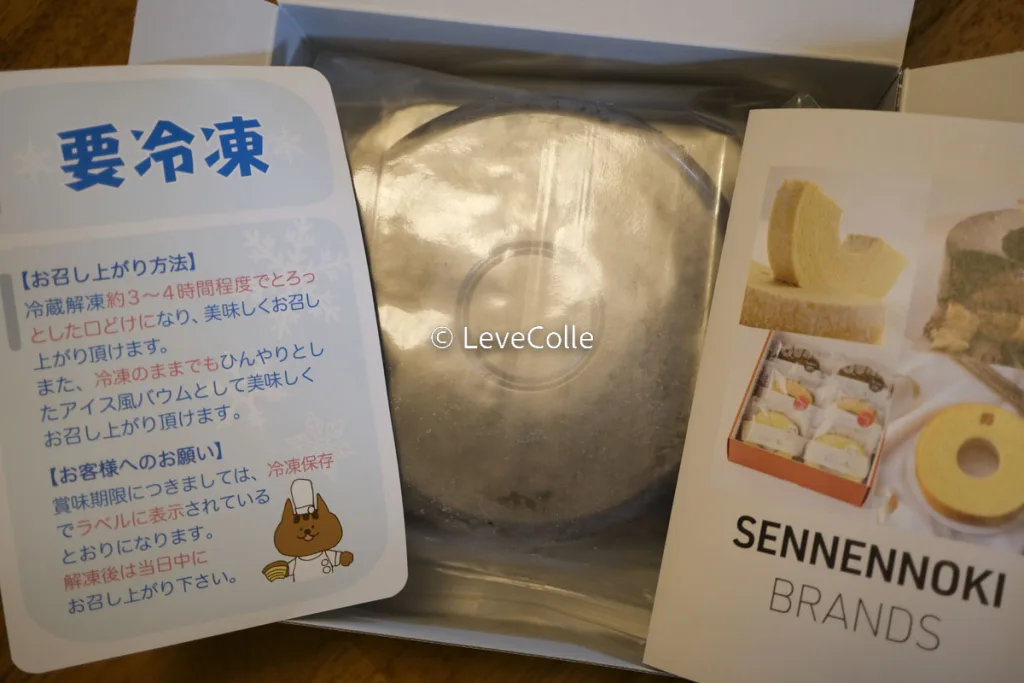 要冷凍
【お召し上がり方法】
冷蔵解凍約3～4時間程度でとろっ
とした口どけになり、美味しくお召し
上がり頂けます。
また、冷凍のままでもひんやりとし
たアイス風バウムとして美味しく
お召し上がり頂けます。
【お客様へのお願い】
賞味期限につきましては、冷凍保存
でラベルに表示されている
とおりになります。
解凍後は当日中に
お召し上がり下さい。
© LeveColle
SENNENNOKI
BRANDS